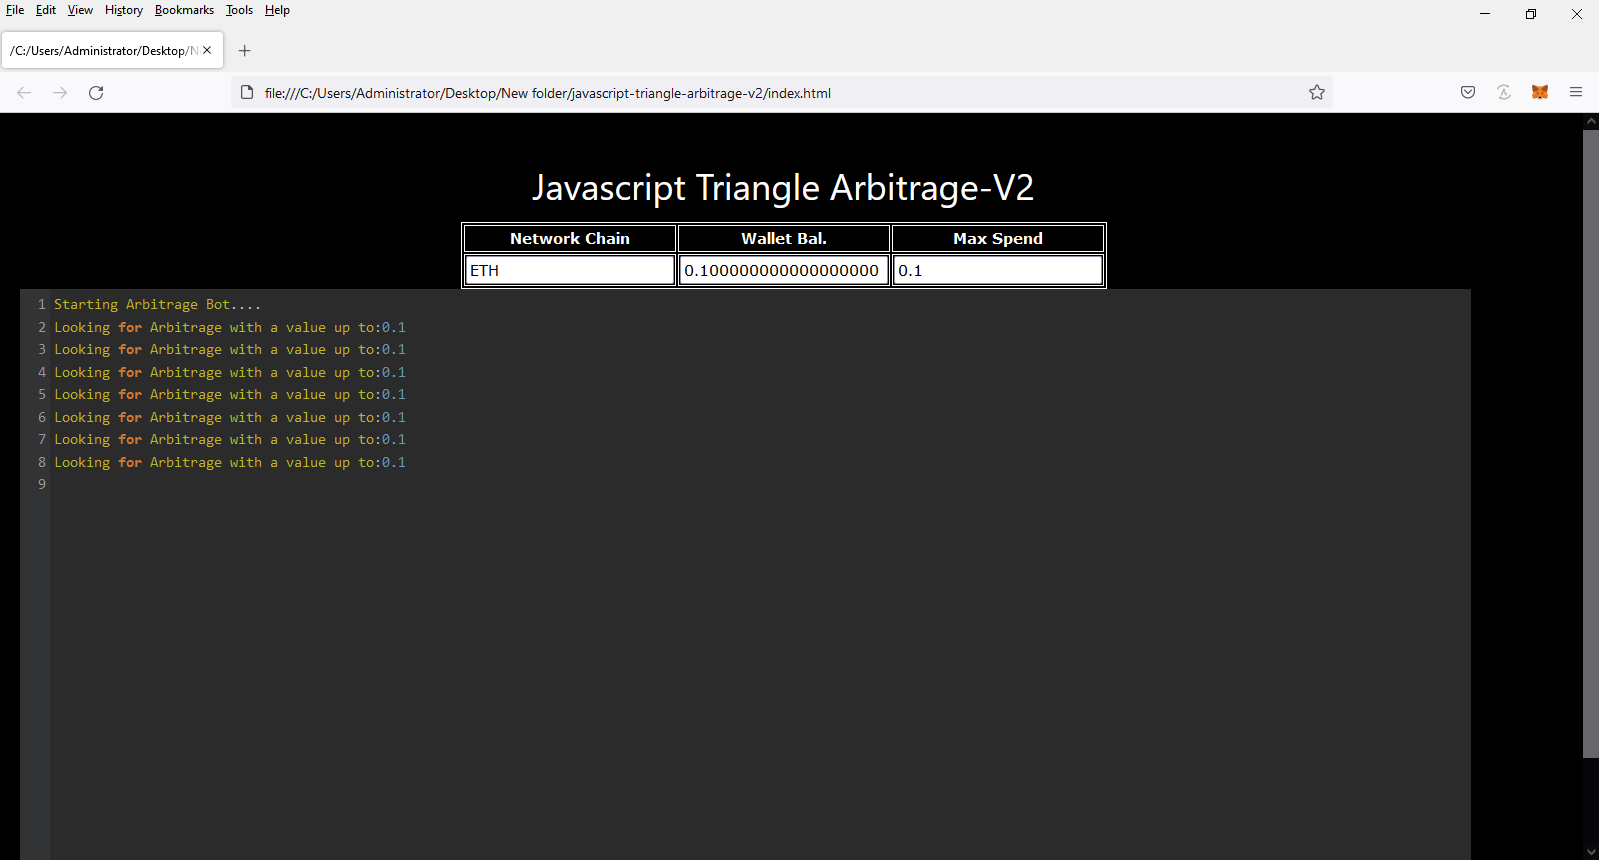 File Edit View History Bookmarks Tools Help
/C:/Users/Administrator/Desktop/N
file:///C:/Users/Administrator/Desktop/New folder/javascript-triangle-arbitrage-v2/index.html
Javascript Triangle Arbitrage-V2
Network Chain Wallet Bal. Max Spend
ETH 0.100000000000000000 0.1
1 Starting Arbitrage Bot....
2 Looking for Arbitrage with a value up to:0.1
3 Looking for Arbitrage with a value up to:0.1
4 Looking for Arbitrage with a value up to:0.1
5 Looking for Arbitrage with a value up to:0.1
6 Looking for Arbitrage with a value up to:0.1
7 Looking for Arbitrage with a value up to:0.1
8 Looking for Arbitrage with a value up to:0.1
9